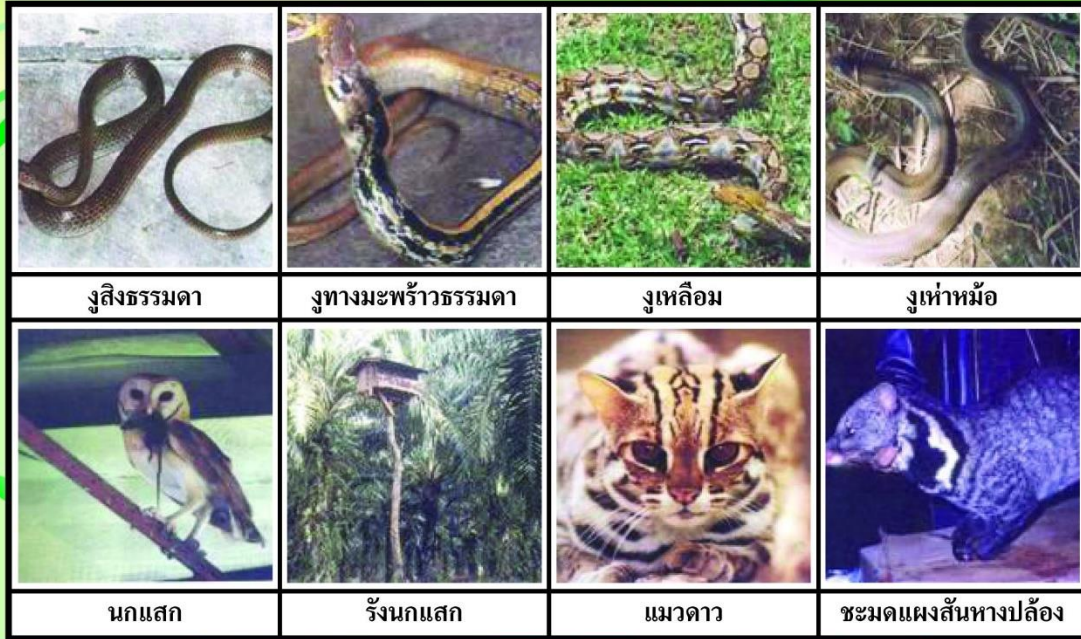 งูสิงธรรมดา
งูทางมะพร้าวธรรมดา
งูเหลือม
งูเห่าหม้อ
นกแสก
รังนกแสก
แมวดาว
ชะมดแผงสันหางปล้อง